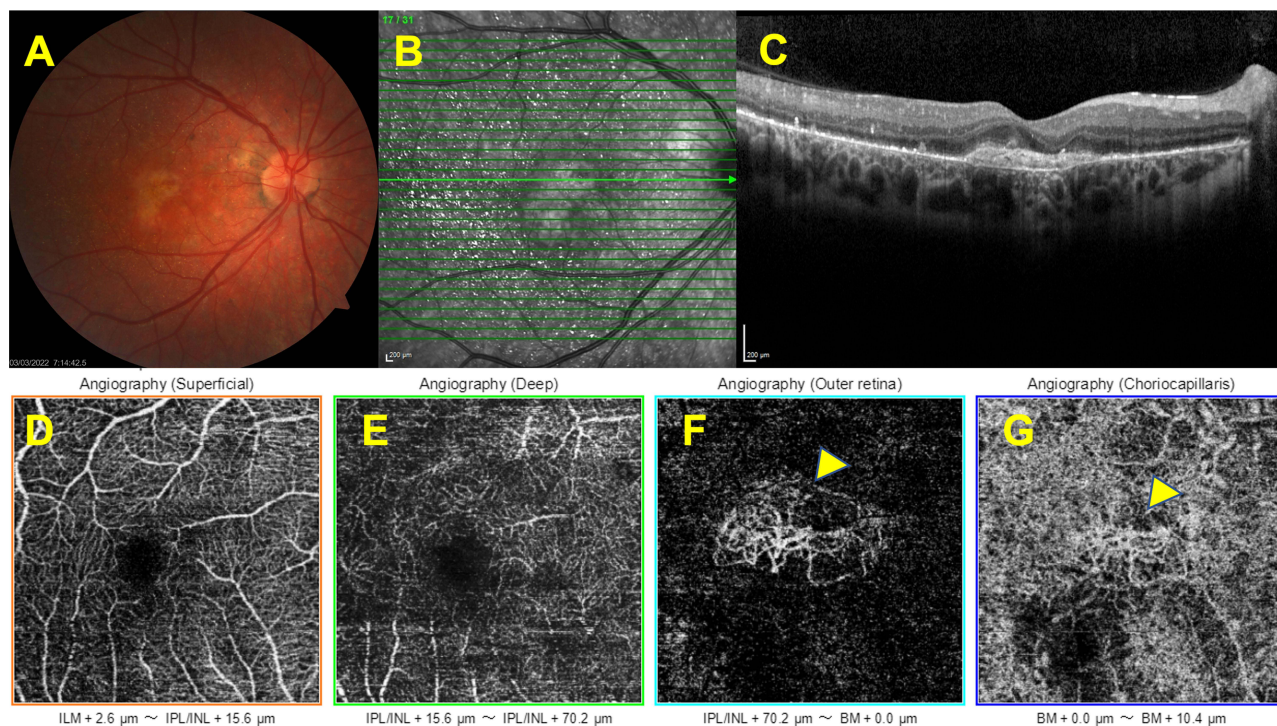 A
B
C
17 / 31
200 µm
200 µm
03/03/2022 7:14:42.5
Angiography (Superficial)
Angiography (Deep)
Angiography (Outer retina)
Angiography (Choriocapillaris)
D
E
F
G
ILM + 2.6 µm ～ IPL/INL + 15.6 µm
IPL/INL + 15.6 µm ～ IPL/INL + 70.2 µm
IPL/INL + 70.2 µm ～ BM + 0.0 µm
BM + 0.0 µm ～ BM + 10.4 µm